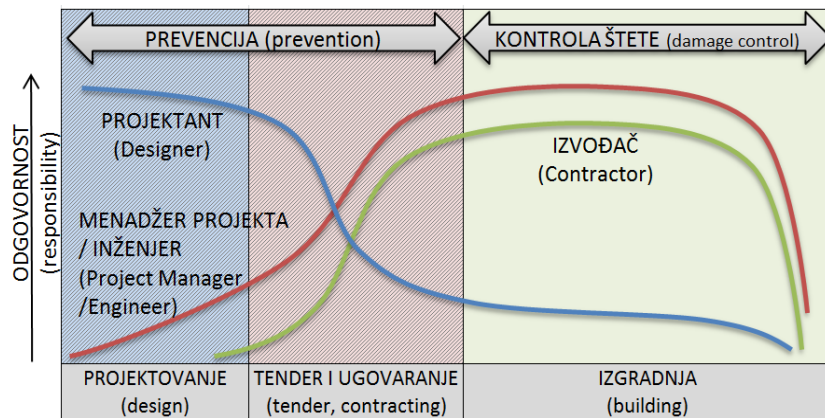 PREVENCIJA (prevention)
KONTROLA ŠTETE (damage control)
ODGOVORNOST
(responsibility)
PROJEKTANT
(Designer)
IZVOĐAČ
(Contractor)
MENADŽER PROJEKTA
/ INŽENJER
(Project Manager
/Engineer)
PROJEKTOVANJE
(design)
TENDER I UGOVARANJE
(tender, contracting)
IZGRADNJA
(building)